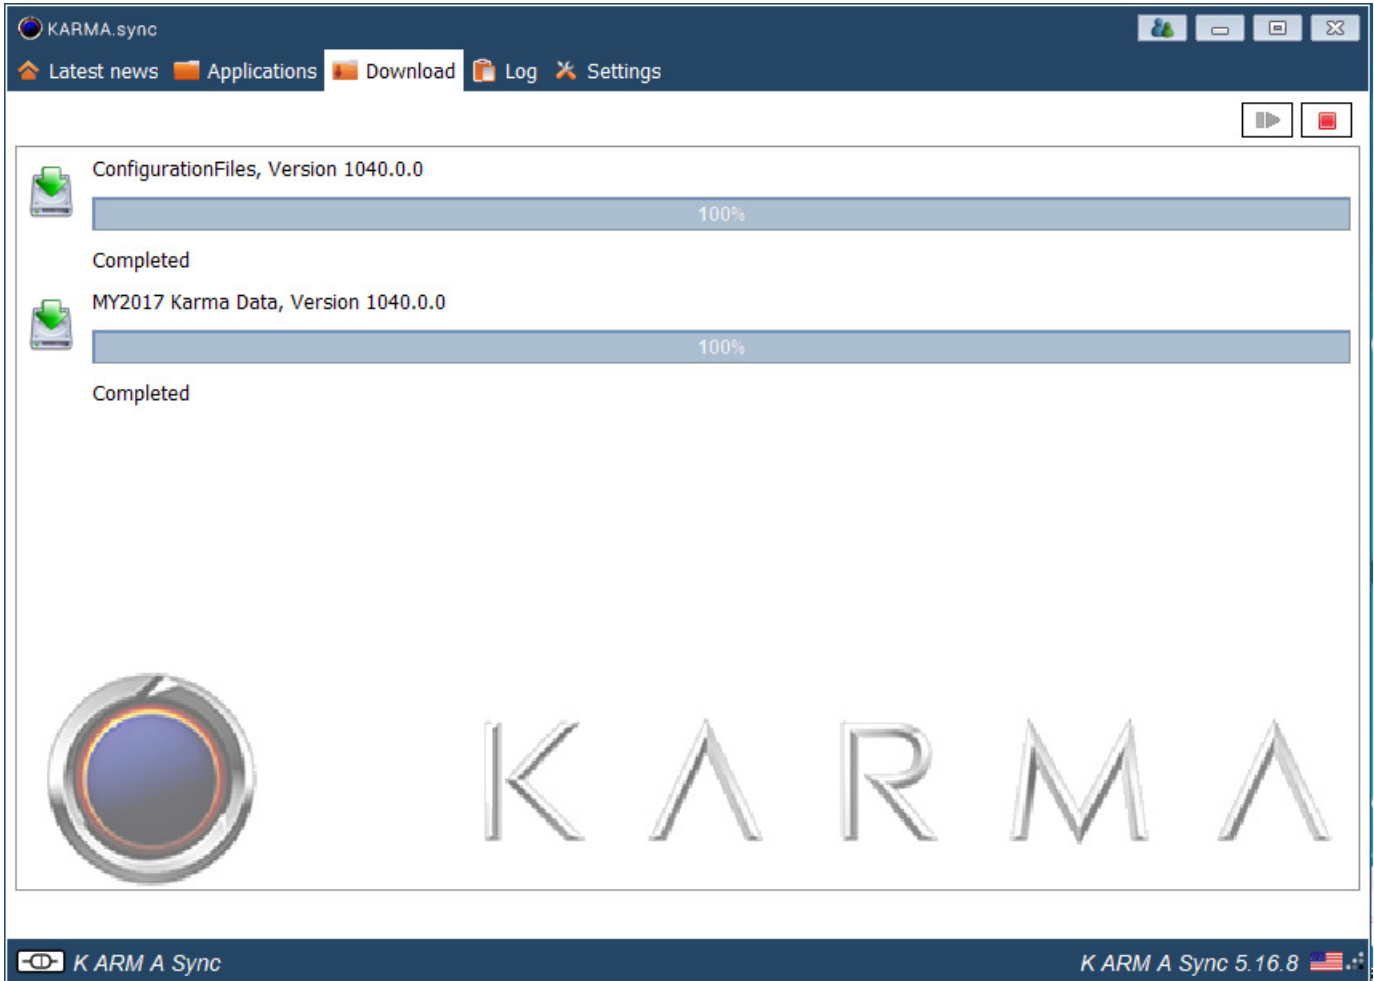 KARMA.sync
Latest news Applications Download Log Settings
ConfigurationFiles, Version 1040.0.0
100%
Completed
MY2017 Karma Data, Version 1040.0.0
100%
Completed
KARMA
K ARM A Sync K ARM A Sync 5.16.8